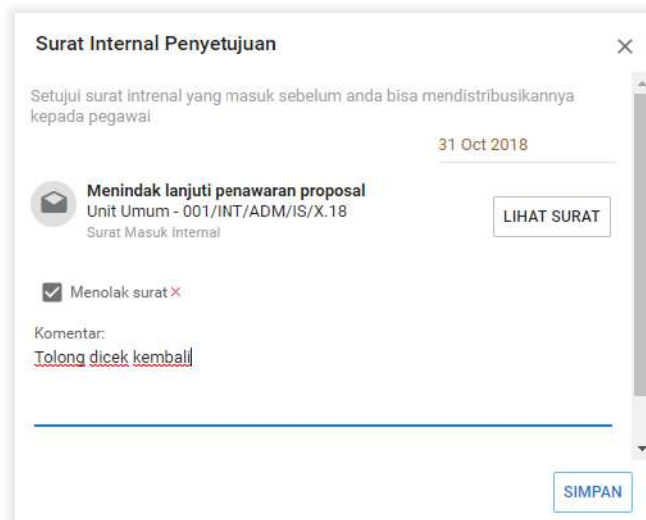 Surat Internal Penyetujuan
Setujui surat intrenal yang masuk sebelum anda bisa mendistribusikannya
kepada pegawai
31 Oct 2018
Menindak lanjuti penawaran proposal
Unit Umum - 001/INT/ADM/IS/X.18
Surat Masuk Internal
LIHAT SURAT
Menolak surat
Komentar:
Tolong dicek kembali
SIMPAN